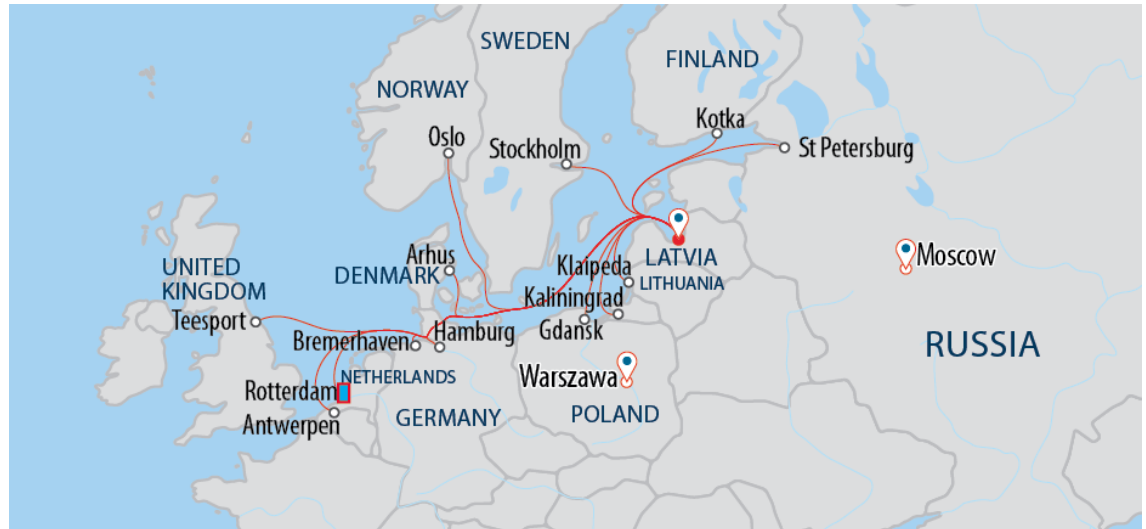 SWEDEN
FINLAND
NORWAY
Kotka
Oslo
Stockholm
St Petersburg
Arhus
LATVIA
Moscow
UNITED
KINGDOM
DENMARK
Klaipeda
LITHUANIA
Kaliningrad
Teesport
Gdansk
Hamburg
Bremerhaven
RUSSIA
NETHERLANDS
Warszawa
Rotterdam
GERMANY
POLAND
Antwerpen